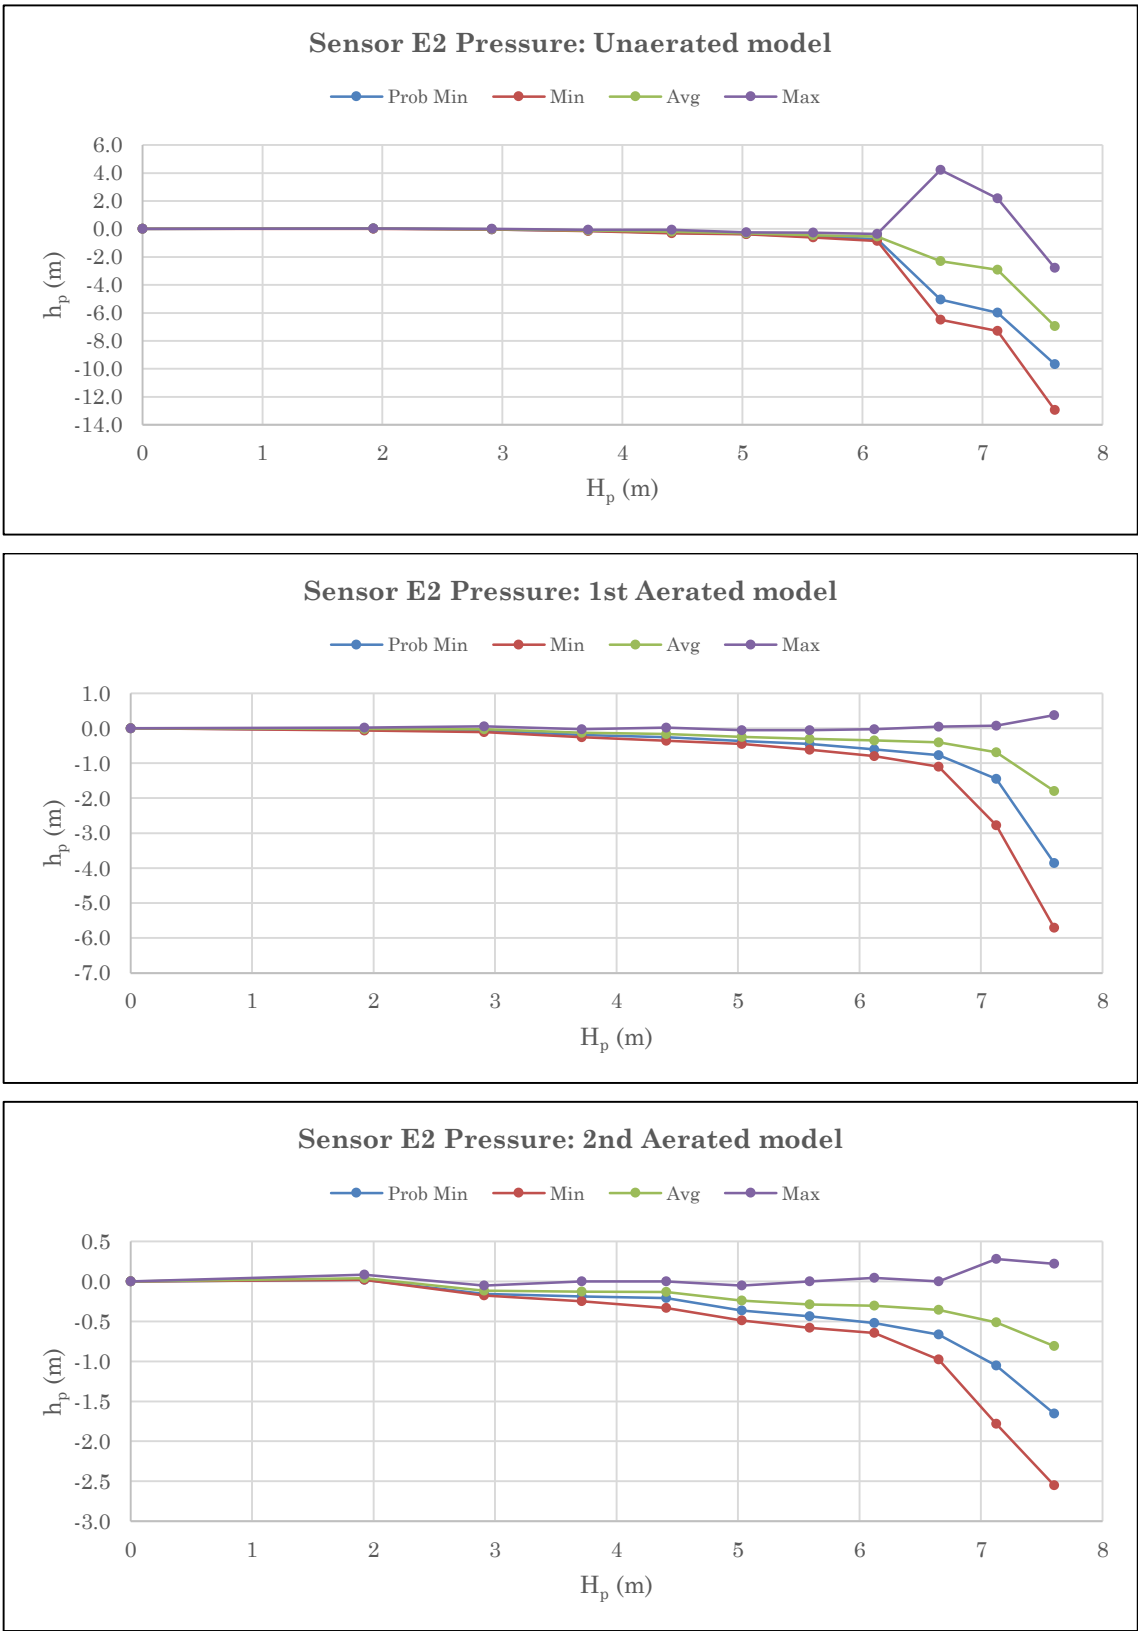 Sensor E2 Pressure: Unaerated model
Prob Min Min Avg Max
6.0
4.0
2.0
0.0
-2.0
-4.0
-6.0
-8.0
-10.0
-12.0
-14.0
h_p (m)
0 1 2 3 4 5 6 7 8
H_p (m)
Sensor E2 Pressure: 1st Aerated model
Prob Min Min Avg Max
1.0
0.0
-1.0
-2.0
-3.0
-4.0
-5.0
-6.0
-7.0
h_p (m)
0 1 2 3 4 5 6 7 8
H_p (m)
Sensor E2 Pressure: 2nd Aerated model
Prob Min Min Avg Max
0.5
0.0
-0.5
-1.0
-1.5
-2.0
-2.5
-3.0
h_p (m)
0 1 2 3 4 5 6 7 8
H_p (m)